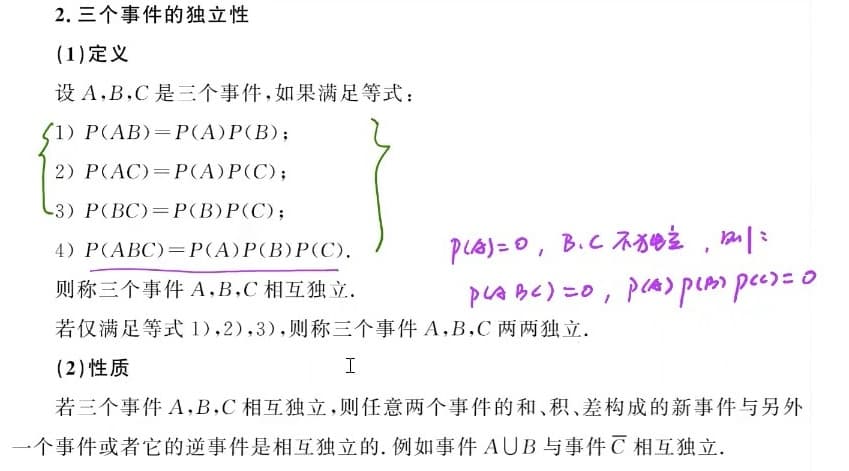 2. 三个事件的独立性
(1)定义
设 A,B,C 是三个事件,如果满足等式:
1) P(AB)=P(A)P(B);
2) P(AC)=P(A)P(C);
3) P(BC)=P(B)P(C);
4) P(ABC)=P(A)P(B)P(C).
P(A)=0, B.C 不独立, 则:
P(ABC)=0, P(A)P(B)P(C)=0
则称三个事件 A,B,C 相互独立.
若仅满足等式 1),2),3),则称三个事件 A,B,C 两两独立.
(2)性质
若三个事件 A,B,C 相互独立,则任意两个事件的和、积、差构成的新事件与另外
一个事件或者它的逆事件是相互独立的. 例如事件 A∪B 与事件 C̅ 相互独立.